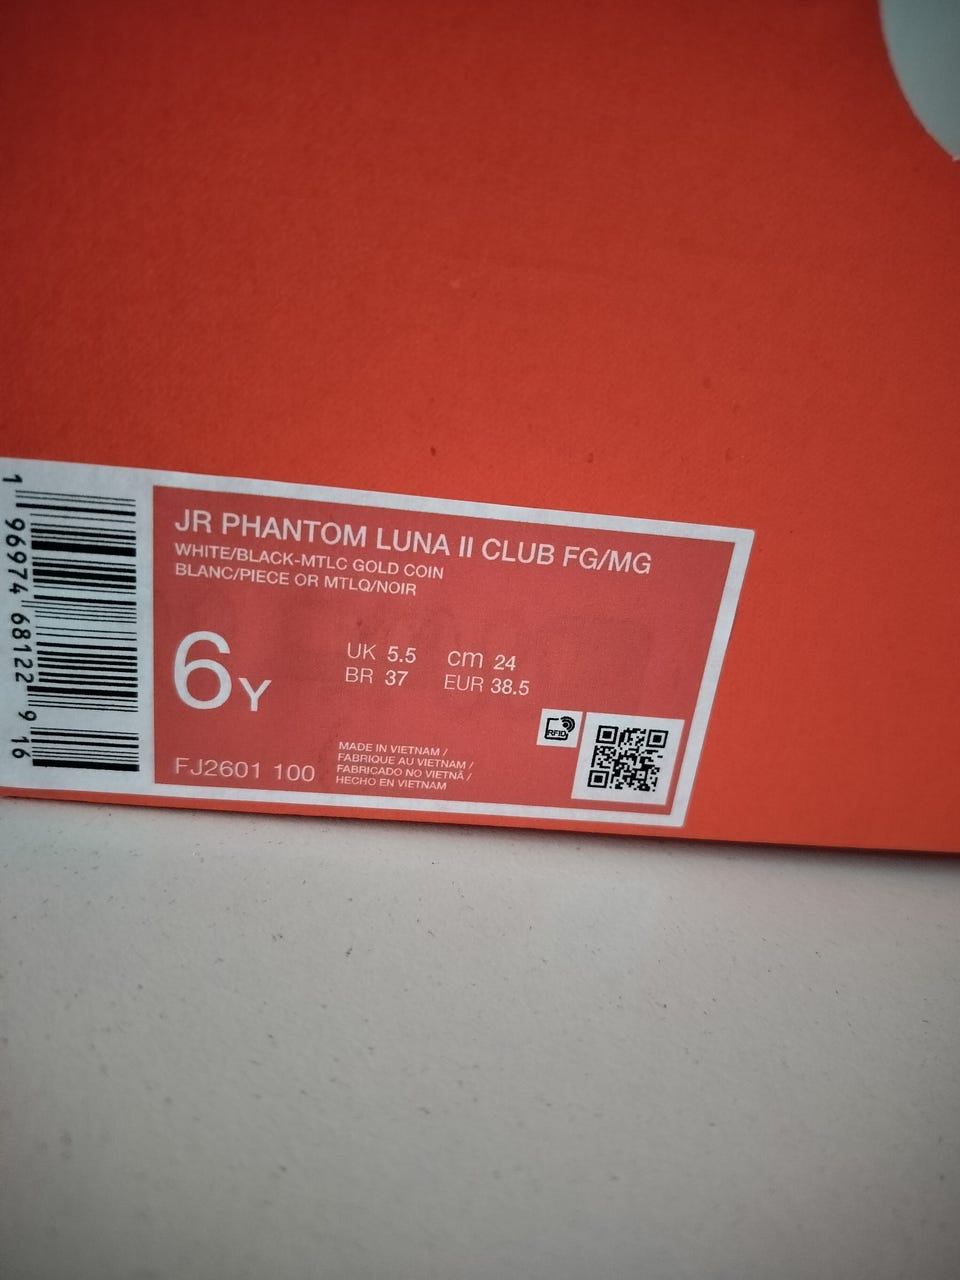 JR PHANTOM LUNA II CLUB FG/MG
WHITE/BLACK-MTLC GOLD COIN
BLANC/PIECE OR MTLQ/NOIR
6Y
UK 5.5 cm 24
BR 37 EUR 38.5
RFID
FJ2601 100
MADE IN VIETNAM /
FABRIQUE AU VIETNAM /
FABRICADO NO VIETNÃ /
HECHO EN VIETNAM
1 96974 68122 9 16